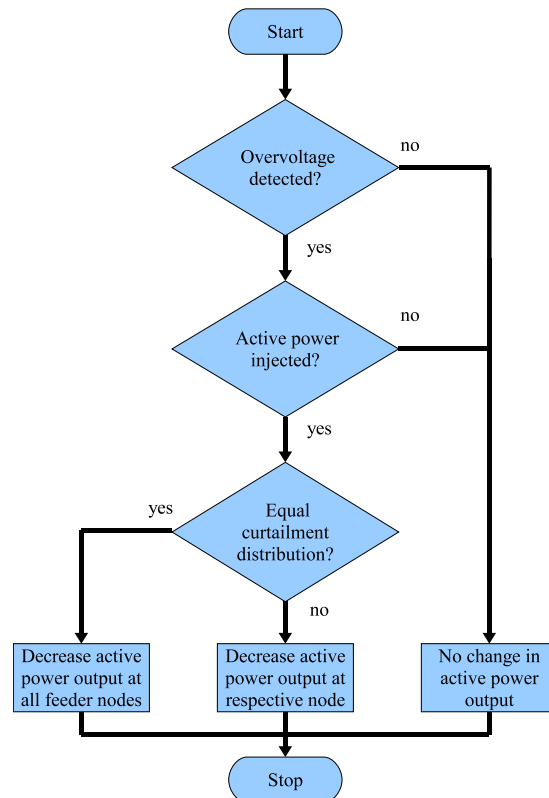 Start
Overvoltage
detected?
no
yes
Active power
injected?
no
yes
Equal
curtailment
distribution?
yes
no
Decrease active
power output at
all feeder nodes
Decrease active
power output at
respective node
No change in
active power
output
Stop